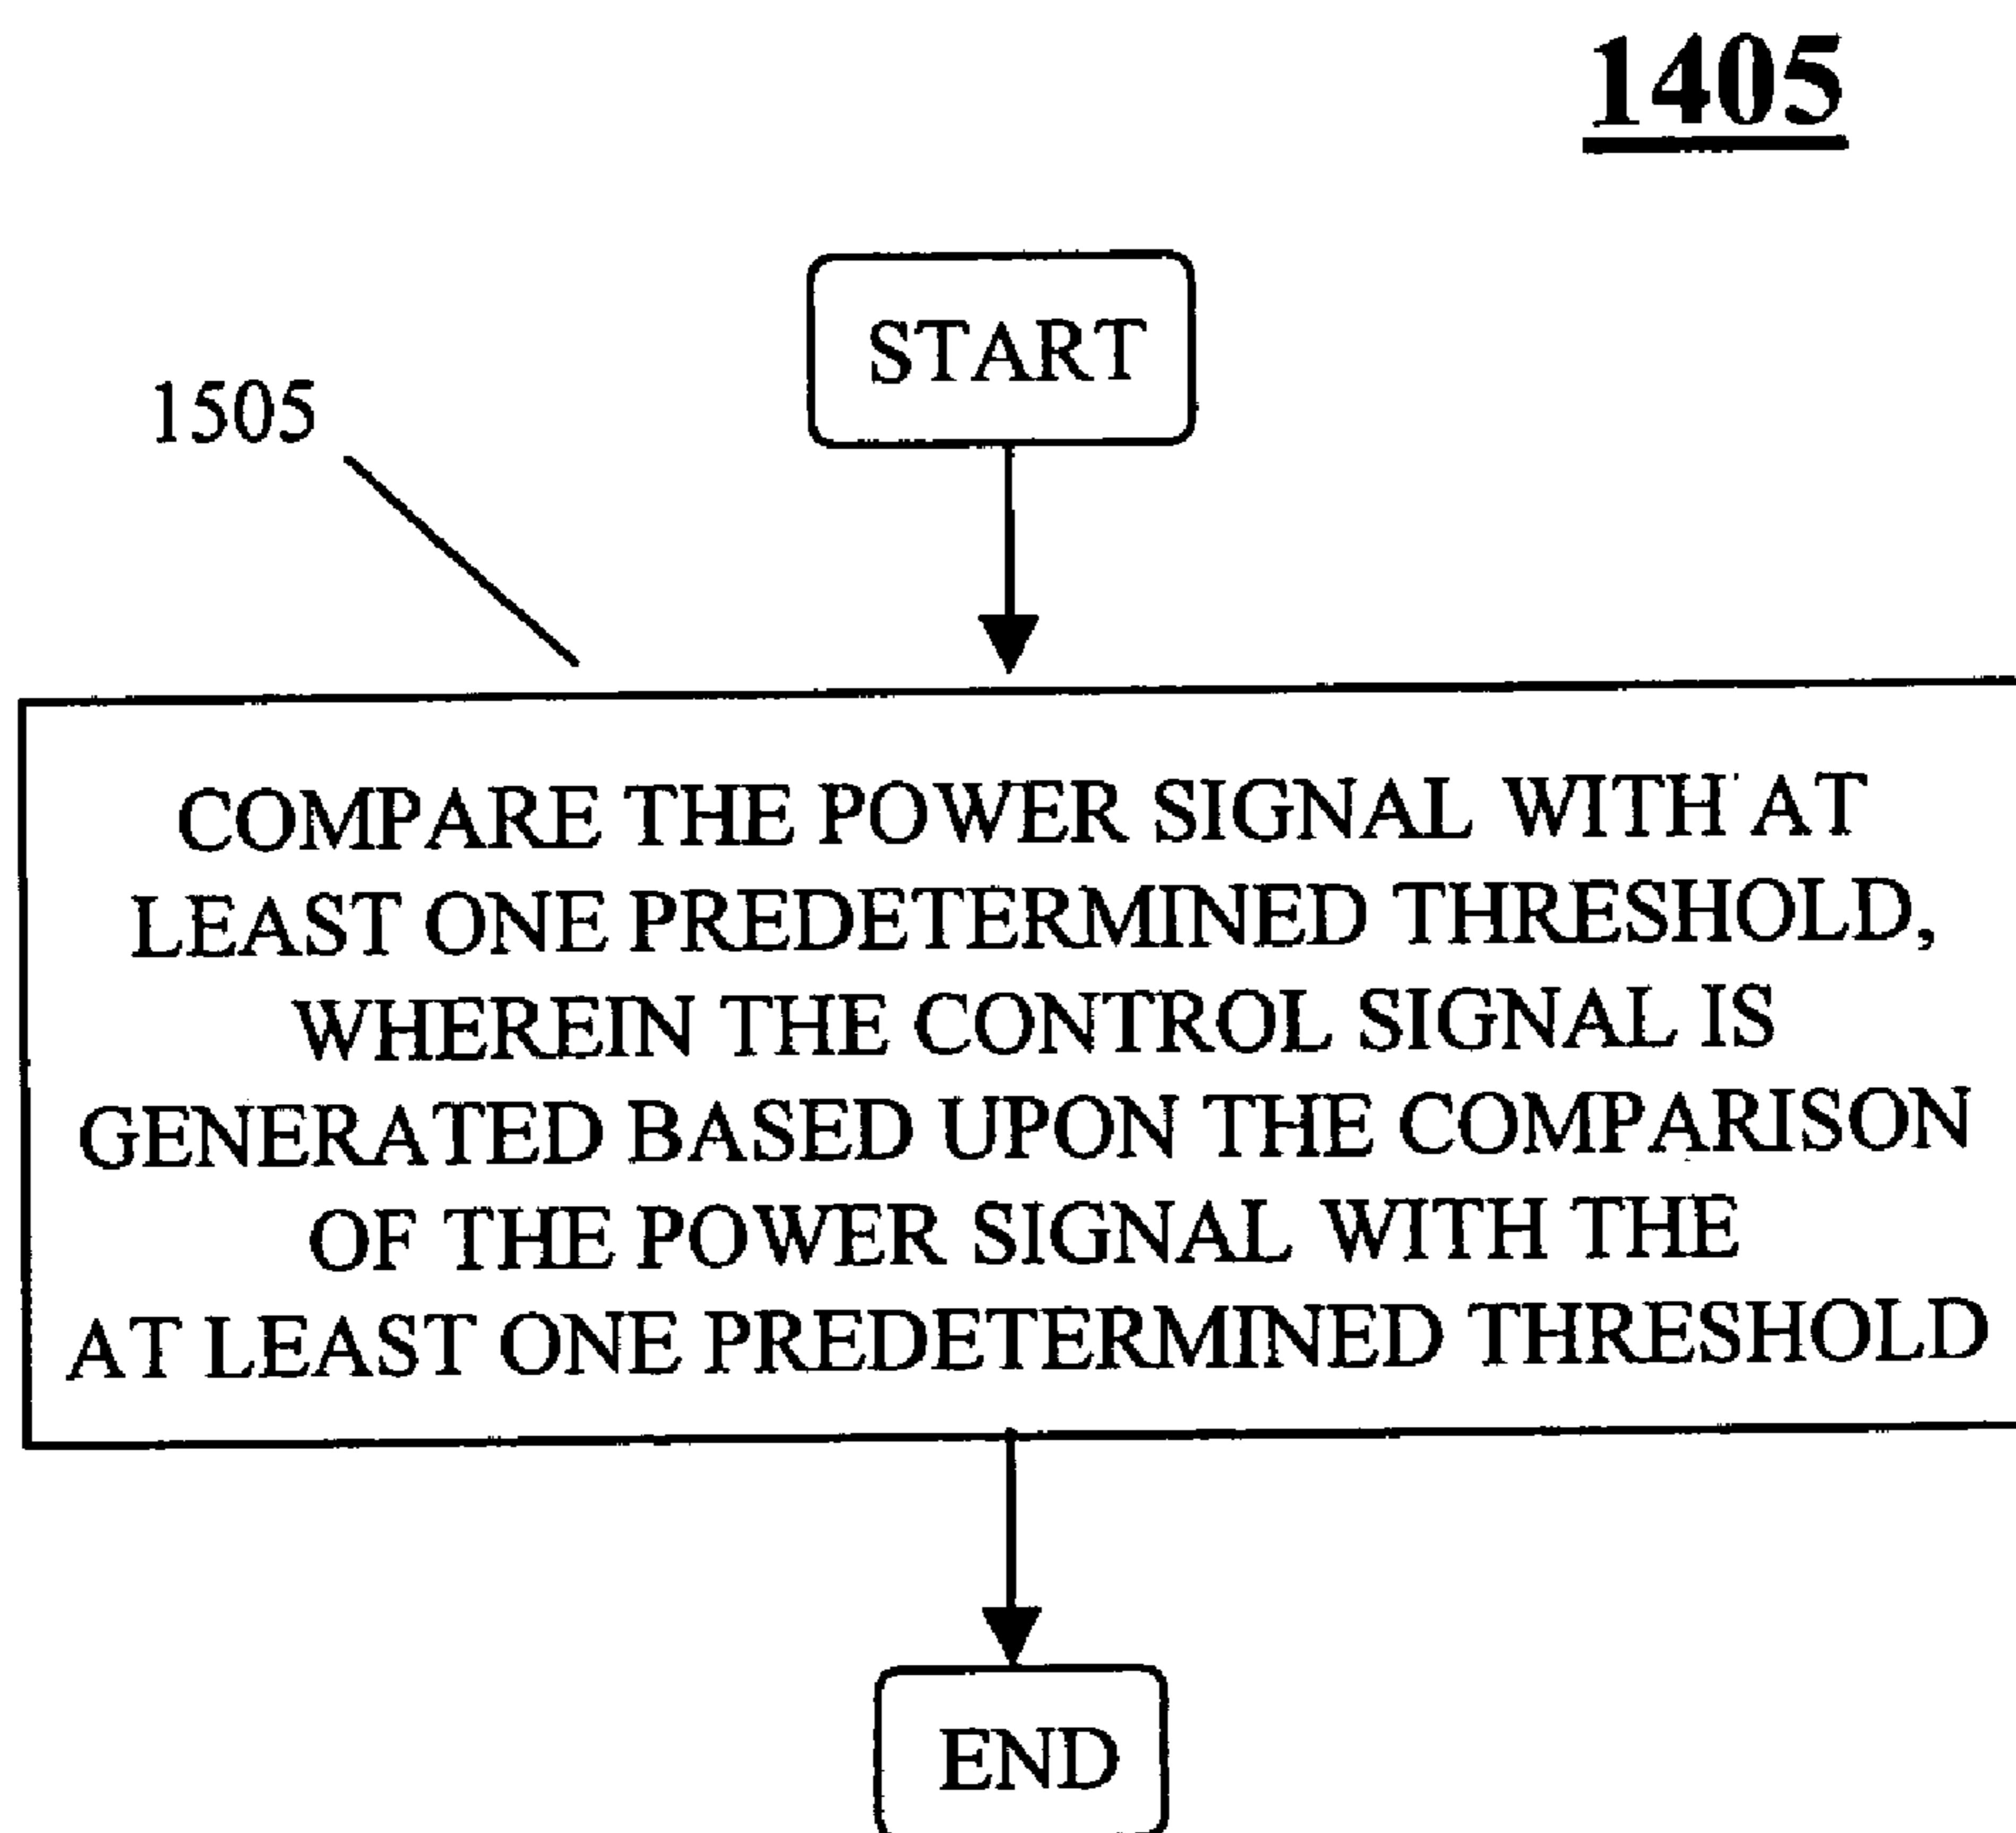 1405
START
1505
COMPARE THE POWER SIGNAL WITH AT
LEAST ONE PREDETERMINED THRESHOLD,
WHEREIN THE CONTROL SIGNAL IS
GENERATED BASED UPON THE COMPARISON
OF THE POWER SIGNAL WITH THE
AT LEAST ONE PREDETERMINED THRESHOLD
END